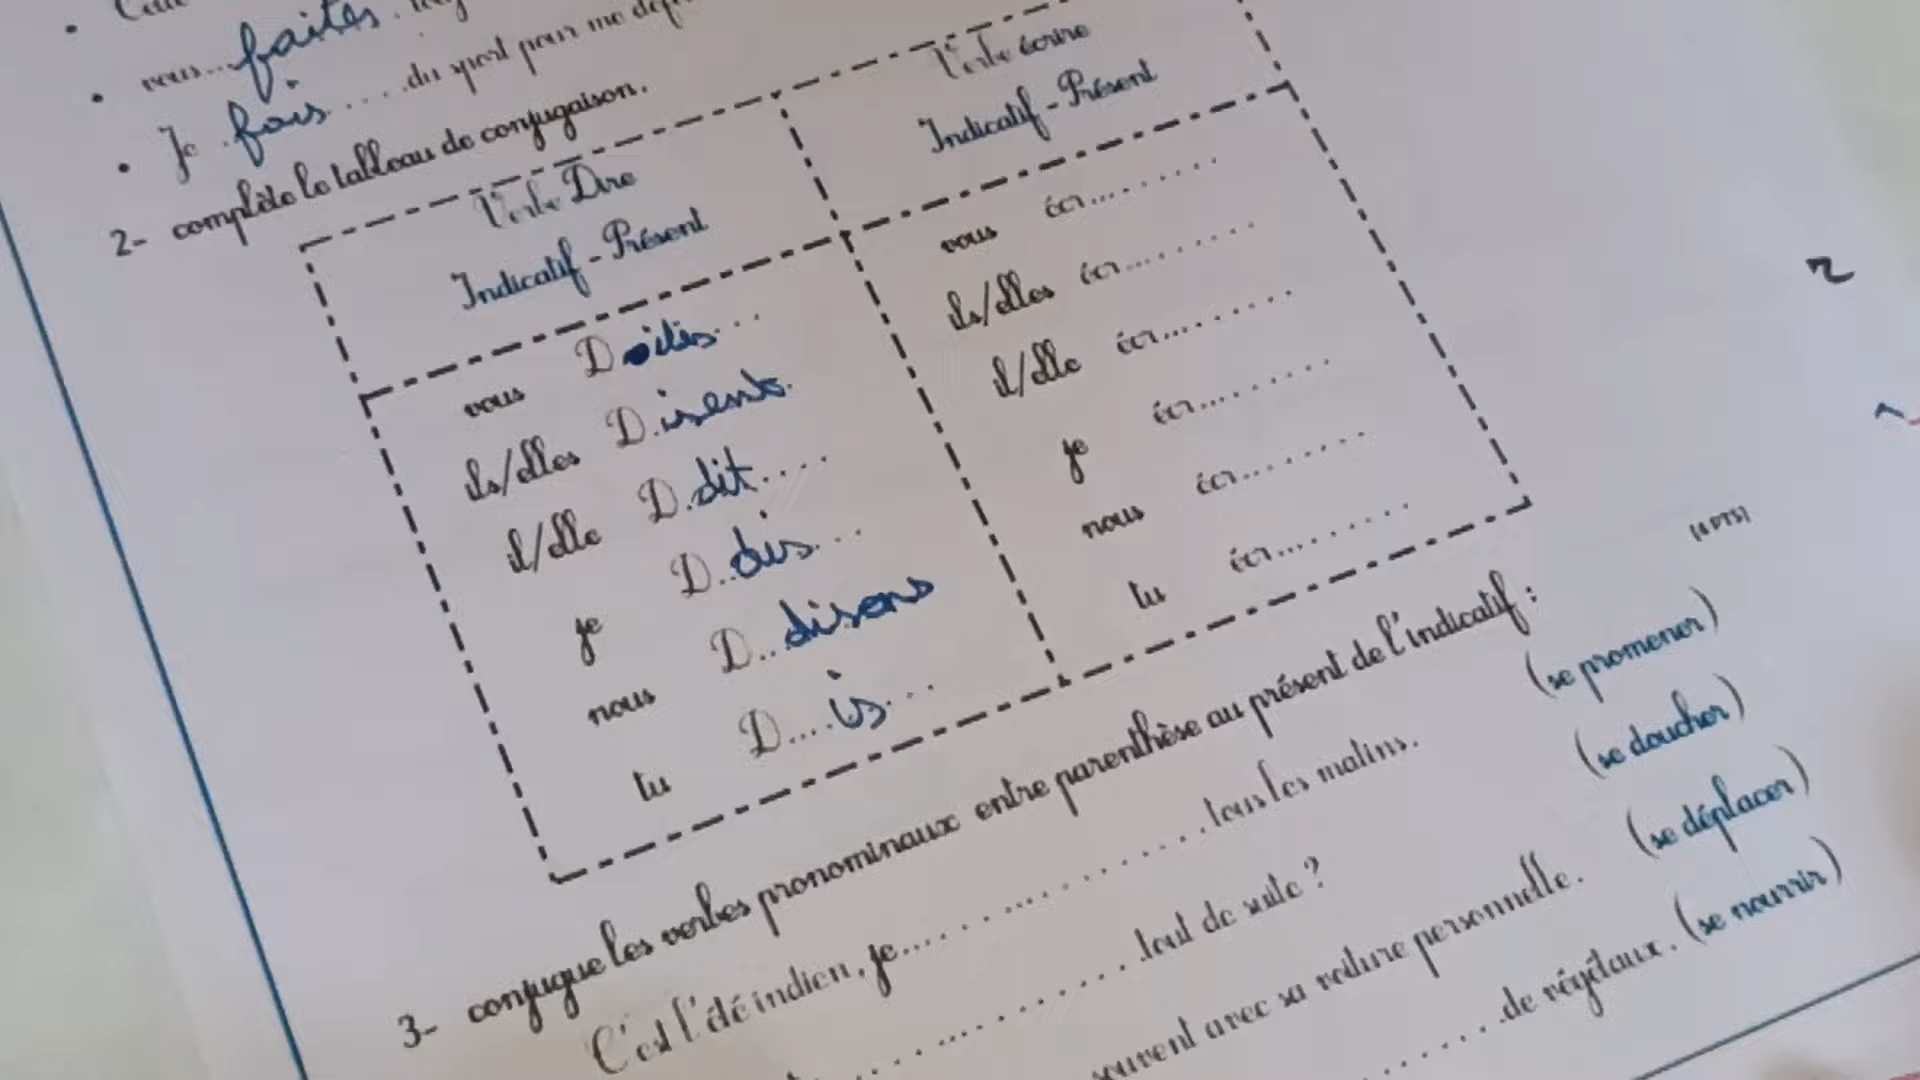 vous...faites.
Je .fais.....du sport pour me
2- complète le tableau de conjugaison.
Verbe Dire
Indicatif - Présent
Verbe écrire
Indicatif - Présent
vous D ites...
ils/elles D.isent.
il/elle D.dit....
je D..dis...
nous D..disons
tu D....is...
vous écr...........
ils/elles écr...........
il/elle écr...........
je écr...........
nous écr...........
tu écr...........
2
(4 PTS)
3- conjugue les verbes pronominaux entre parenthèse au présent de l'indicatif :
C'est l'été indien, je....................tous les matins. (se promener)
....................tout de suite ? (se doucher)
souvent avec sa voiture personnelle. (se déplacer)
........de végétaux. (se nourrir)